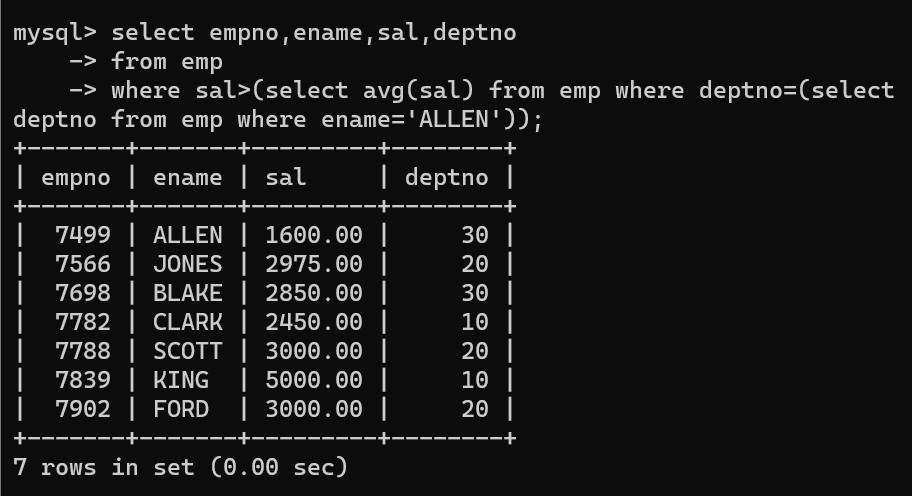 mysql> select empno,ename,sal,deptno
    -> from emp
    -> where sal>(select avg(sal) from emp where deptno=(select
deptno from emp where ename='ALLEN'));
+-------+-------+---------+--------+
| empno | ename | sal     | deptno |
+-------+-------+---------+--------+
|  7499 | ALLEN | 1600.00 |     30 |
|  7566 | JONES | 2975.00 |     20 |
|  7698 | BLAKE | 2850.00 |     30 |
|  7782 | CLARK | 2450.00 |     10 |
|  7788 | SCOTT | 3000.00 |     20 |
|  7839 | KING  | 5000.00 |     10 |
|  7902 | FORD  | 3000.00 |     20 |
+-------+-------+---------+--------+
7 rows in set (0.00 sec)